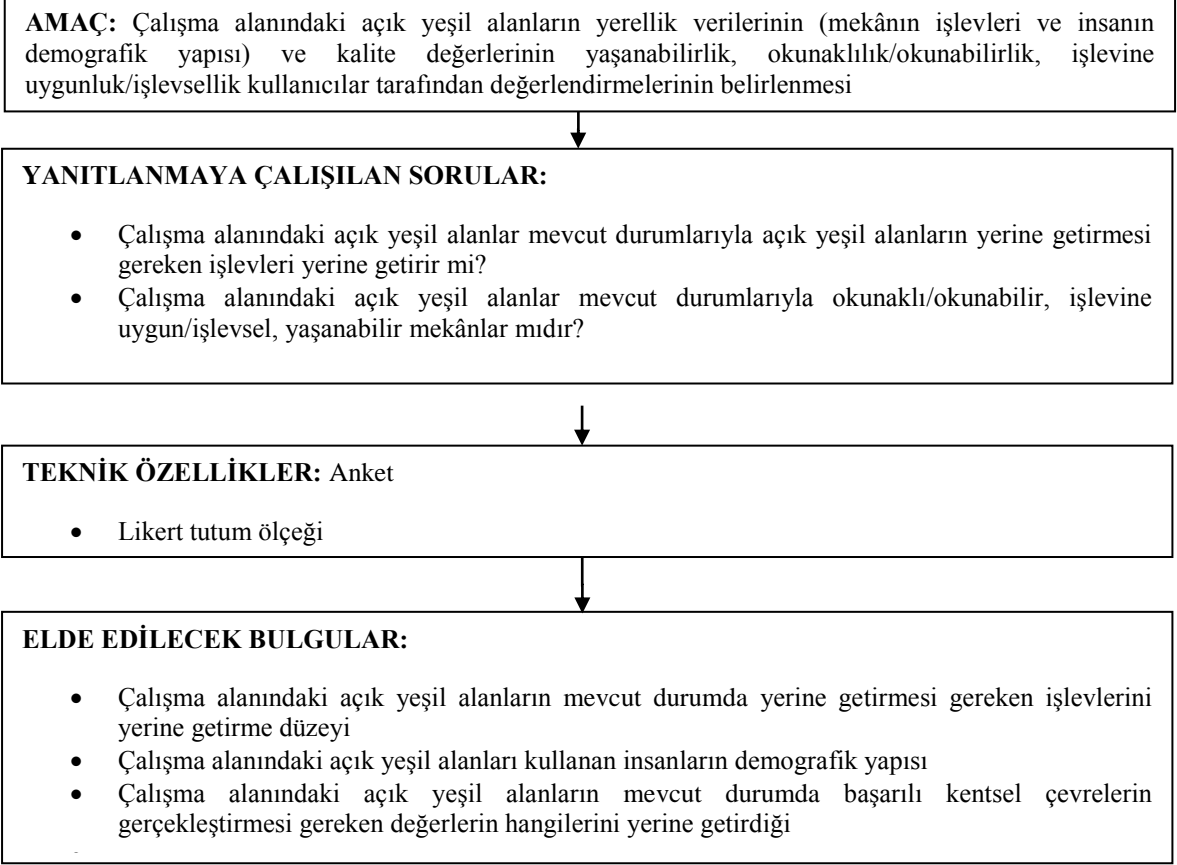 AMAÇ: Çalışma alanındaki açık yeşil alanların yerellik verilerinin (mekânın işlevleri ve insanın
demografik yapısı) ve kalite değerlerinin yaşanabilirlik, okunaklılık/okunabilirlik, işlevine
uygunluk/işlevsellik kullanıcılar tarafından değerlendirmelerinin belirlenmesi
YANITLANMAYA ÇALIŞILAN SORULAR:
• Çalışma alanındaki açık yeşil alanlar mevcut durumlarıyla açık yeşil alanların yerine getirmesi
gereken işlevleri yerine getirir mi?
• Çalışma alanındaki açık yeşil alanlar mevcut durumlarıyla okunaklı/okunabilir, işlevine
uygun/işlevsel, yaşanabilir mekânlar mıdır?
TEKNİK ÖZELLİKLER: Anket
• Likert tutum ölçeği
ELDE EDİLECEK BULGULAR:
• Çalışma alanındaki açık yeşil alanların mevcut durumda yerine getirmesi gereken işlevlerini
yerine getirme düzeyi
• Çalışma alanındaki açık yeşil alanları kullanan insanların demografik yapısı
• Çalışma alanındaki açık yeşil alanların mevcut durumda başarılı kentsel çevrelerin
gerçekleştirmesi gereken değerlerin hangilerini yerine getirdiği